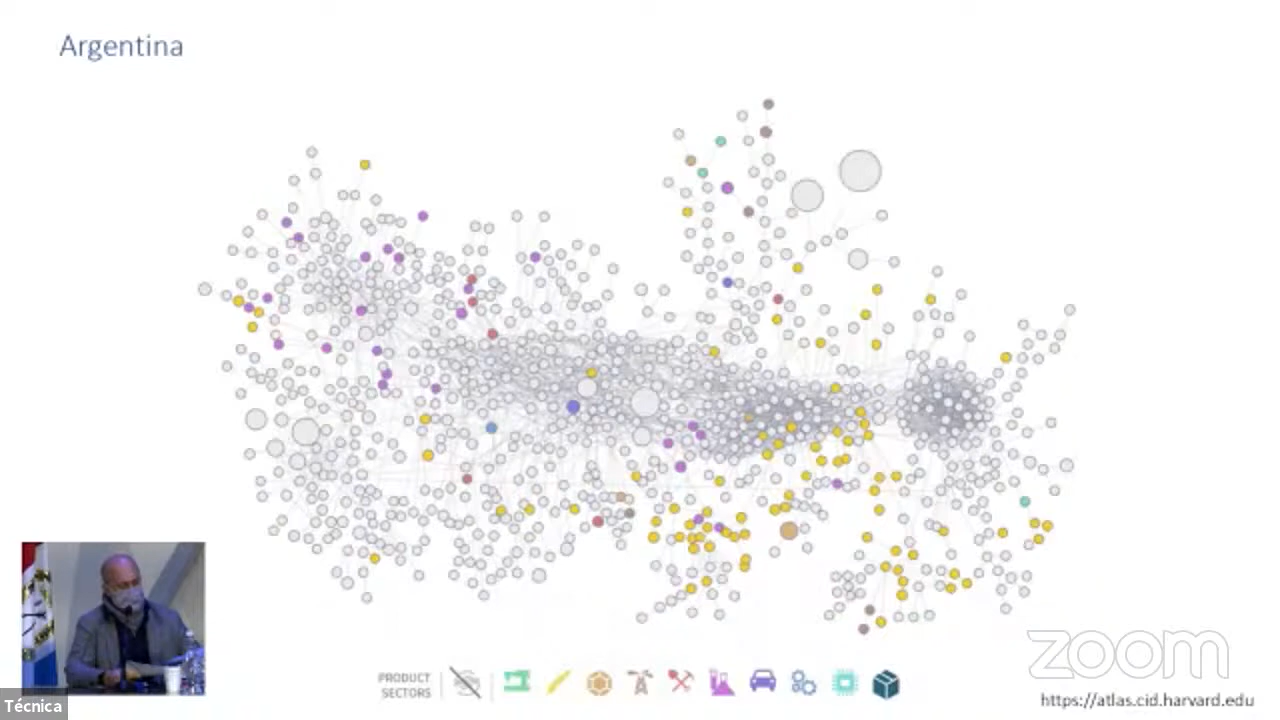 Argentina
PRODUCT
SECTORS
zoom
https://atlas.cid.harvard.edu
Técnica